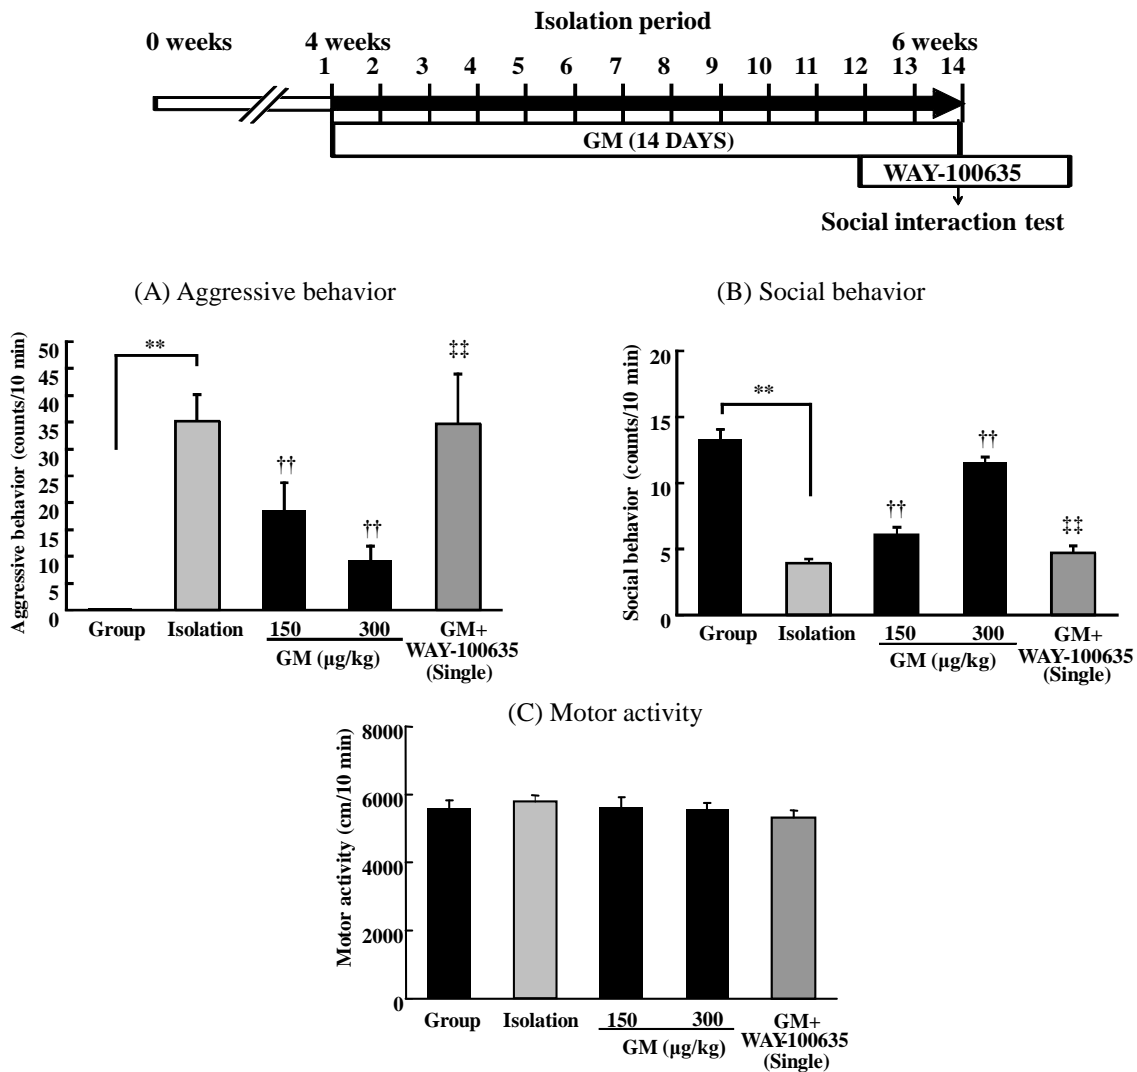 Isolation period
0 weeks 4 weeks 6 weeks
1 2 3 4 5 6 7 8 9 10 11 12 13 14
GM (14 DAYS)
WAY-100635
Social interaction test
(A) Aggressive behavior
Aggressive behavior (counts/10 min)
50
45
40
35
30
25
20
15
10
5
0
**
††
††
‡‡
Group Isolation 150 300 GM+
GM (μg/kg) WAY-100635
(Single)
(B) Social behavior
Social behavior (counts/10 min)
20
15
10
5
0
**
††
††
‡‡
Group Isolation 150 300 GM+
GM (μg/kg) WAY-100635
(Single)
(C) Motor activity
Motor activity (cm/10 min)
8000
6000
4000
2000
0
Group Isolation 150 300 GM+
GM (μg/kg) WAY-100635
(Single)